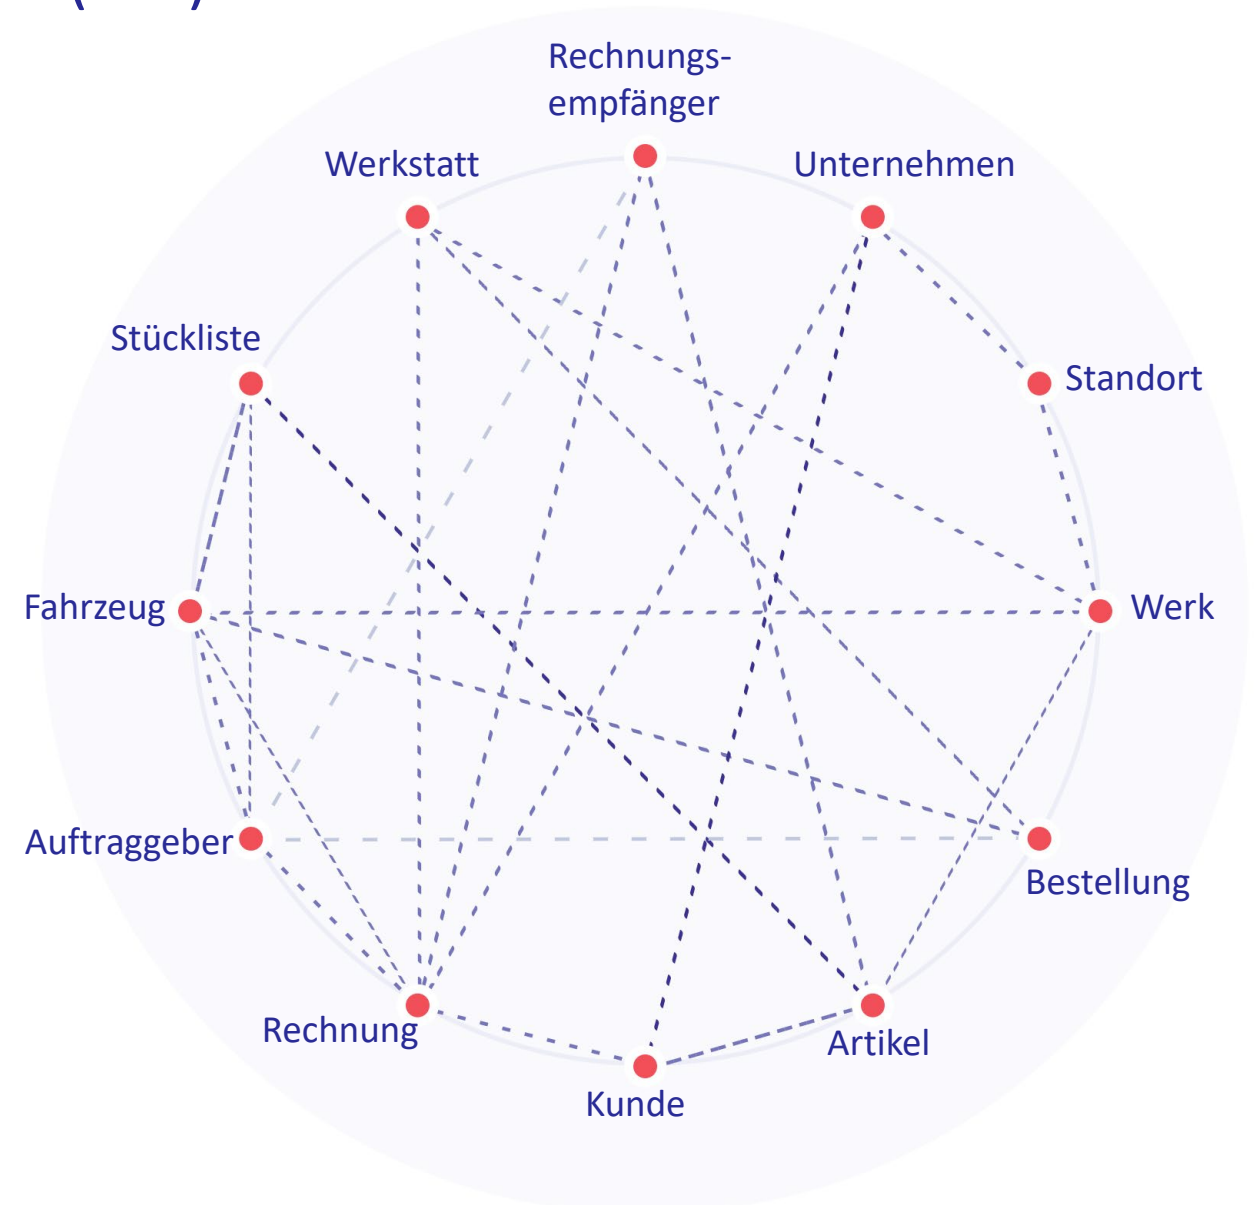 Rechnungs-
empfänger
Werkstatt
Unternehmen
Stückliste
Standort
Fahrzeug
Werk
Auftraggeber
Bestellung
Rechnung
Artikel
Kunde